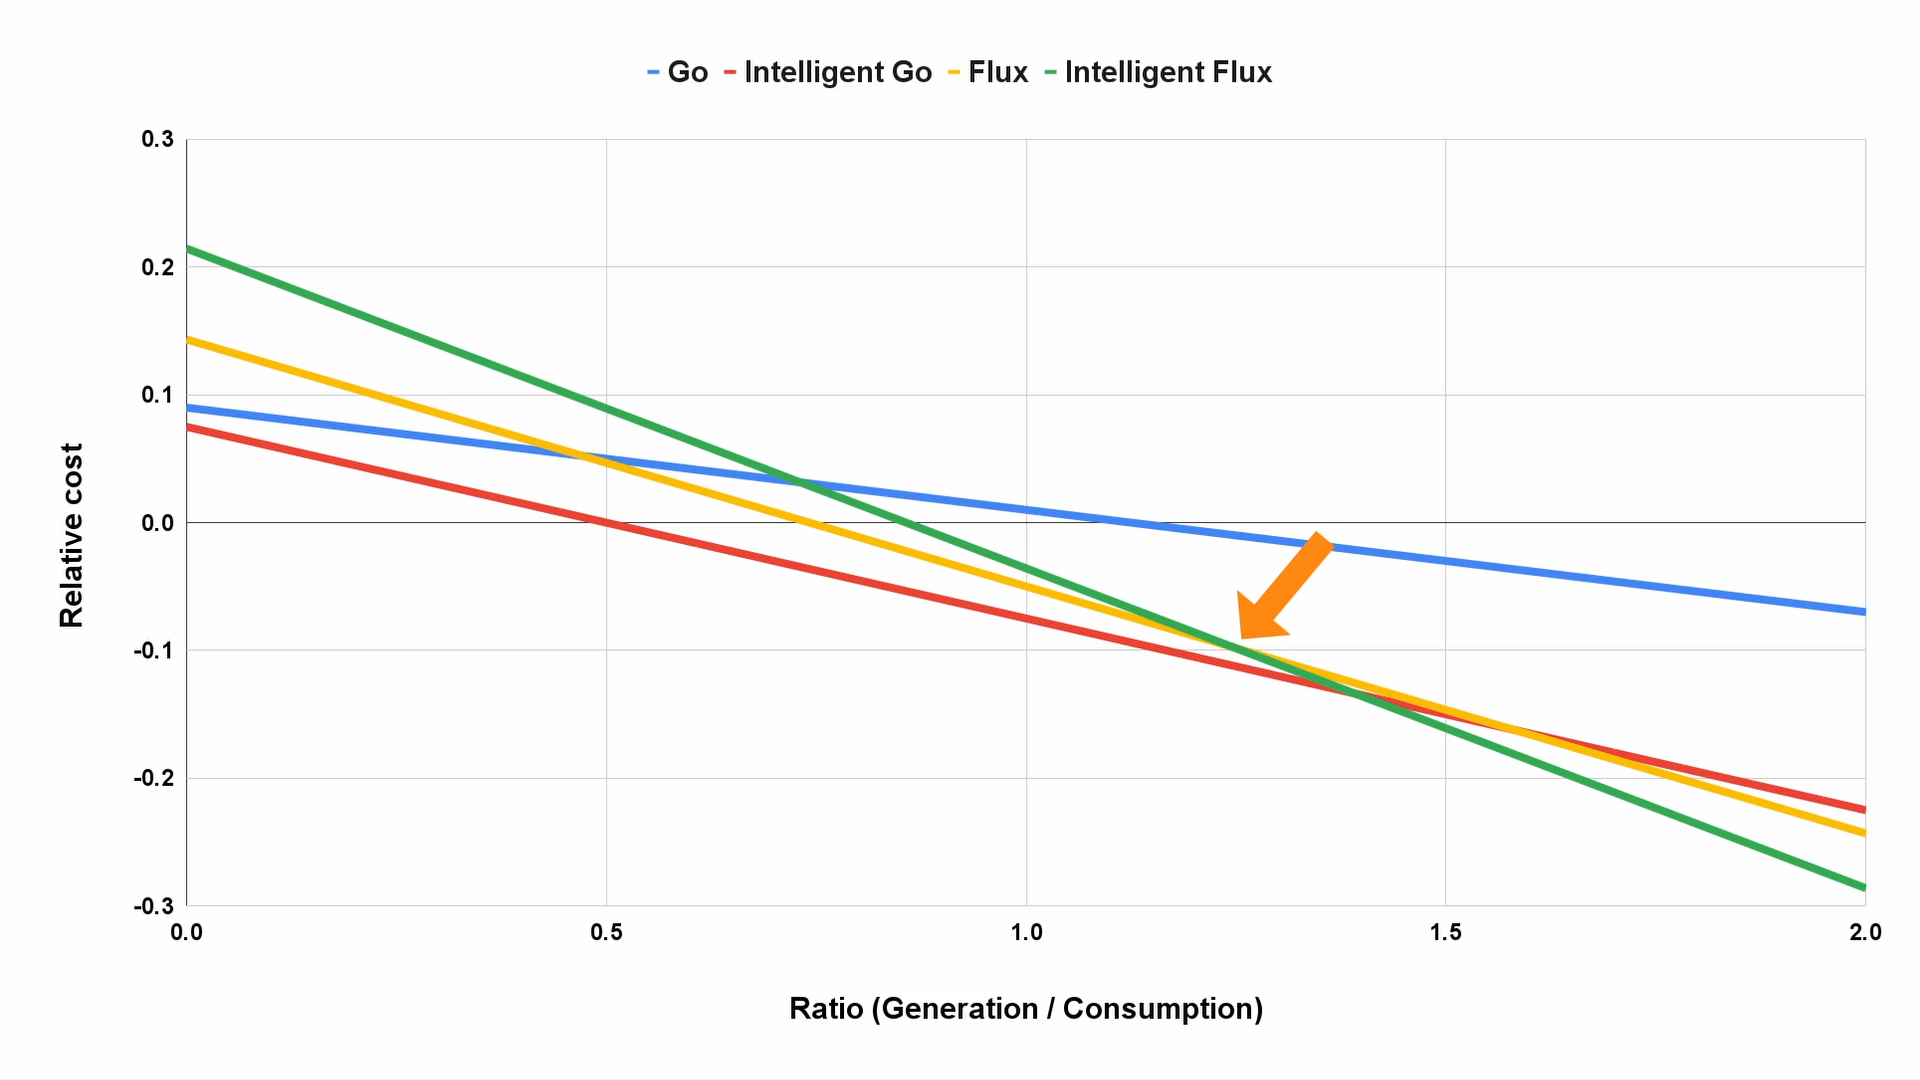 Go Intelligent Go Flux Intelligent Flux
0.3
0.2
0.1
0.0
-0.1
-0.2
-0.3
Relative cost
0.0 0.5 1.0 1.5 2.0
Ratio (Generation / Consumption)